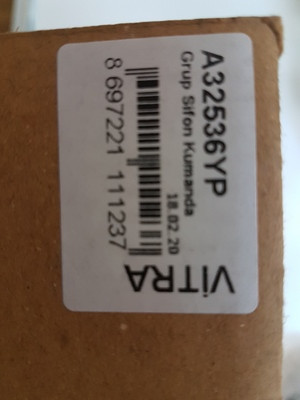 A32536YP
Grup Sifon Kumanda
18.02.20
8 697221 111237
VİTRA